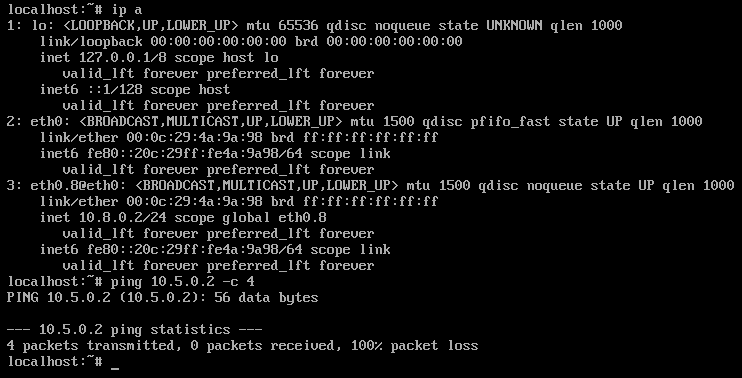 localhost:~# ip a
1: lo: <LOOPBACK,UP,LOWER_UP> mtu 65536 qdisc noqueue state UNKNOWN qlen 1000
    link/loopback 00:00:00:00:00:00 brd 00:00:00:00:00:00
    inet 127.0.0.1/8 scope host lo
       valid_lft forever preferred_lft forever
    inet6 ::1/128 scope host
       valid_lft forever preferred_lft forever
2: eth0: <BROADCAST,MULTICAST,UP,LOWER_UP> mtu 1500 qdisc pfifo_fast state UP qlen 1000
    link/ether 00:0c:29:4a:9a:98 brd ff:ff:ff:ff:ff:ff
    inet6 fe80::20c:29ff:fe4a:9a98/64 scope link
       valid_lft forever preferred_lft forever
3: eth0.8@eth0: <BROADCAST,MULTICAST,UP,LOWER_UP> mtu 1500 qdisc noqueue state UP qlen 1000
    link/ether 00:0c:29:4a:9a:98 brd ff:ff:ff:ff:ff:ff
    inet 10.8.0.2/24 scope global eth0.8
       valid_lft forever preferred_lft forever
    inet6 fe80::20c:29ff:fe4a:9a98/64 scope link
       valid_lft forever preferred_lft forever
localhost:~# ping 10.5.0.2 -c 4
PING 10.5.0.2 (10.5.0.2): 56 data bytes

--- 10.5.0.2 ping statistics ---
4 packets transmitted, 0 packets received, 100% packet loss
localhost:~# _